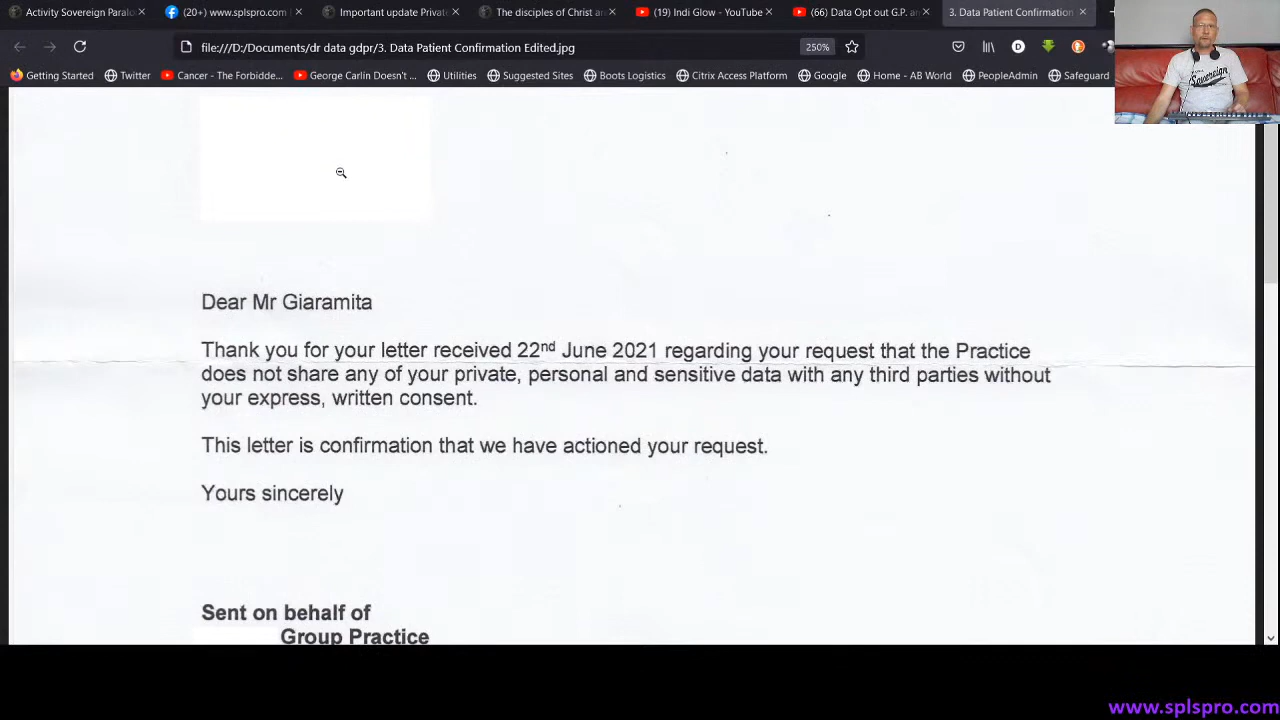 Activity Sovereign Paralo
(20+) www.splspro.com
Important update Privat
The disciples of Christ a
(19) Indi Glow - YouTube
(66) Data Opt out G.P. a
3. Data Patient Confirmation
file:///D:/Documents/dr data gdpr/3. Data Patient Confirmation Edited.jpg
250%
Getting Started
Twitter
Cancer - The Forbidde...
George Carlin Doesn't ...
Utilities
Suggested Sites
Boots Logistics
Citrix Access Platform
Google
Home - AB World
PeopleAdmin
Safeguard
Sovereign
Dear Mr Giaramita
Thank you for your letter received 22nd June 2021 regarding your request that the Practice
does not share any of your private, personal and sensitive data with any third parties without
your express, written consent.
This letter is confirmation that we have actioned your request.
Yours sincerely
Sent on behalf of
Group Practice
www.splspro.com